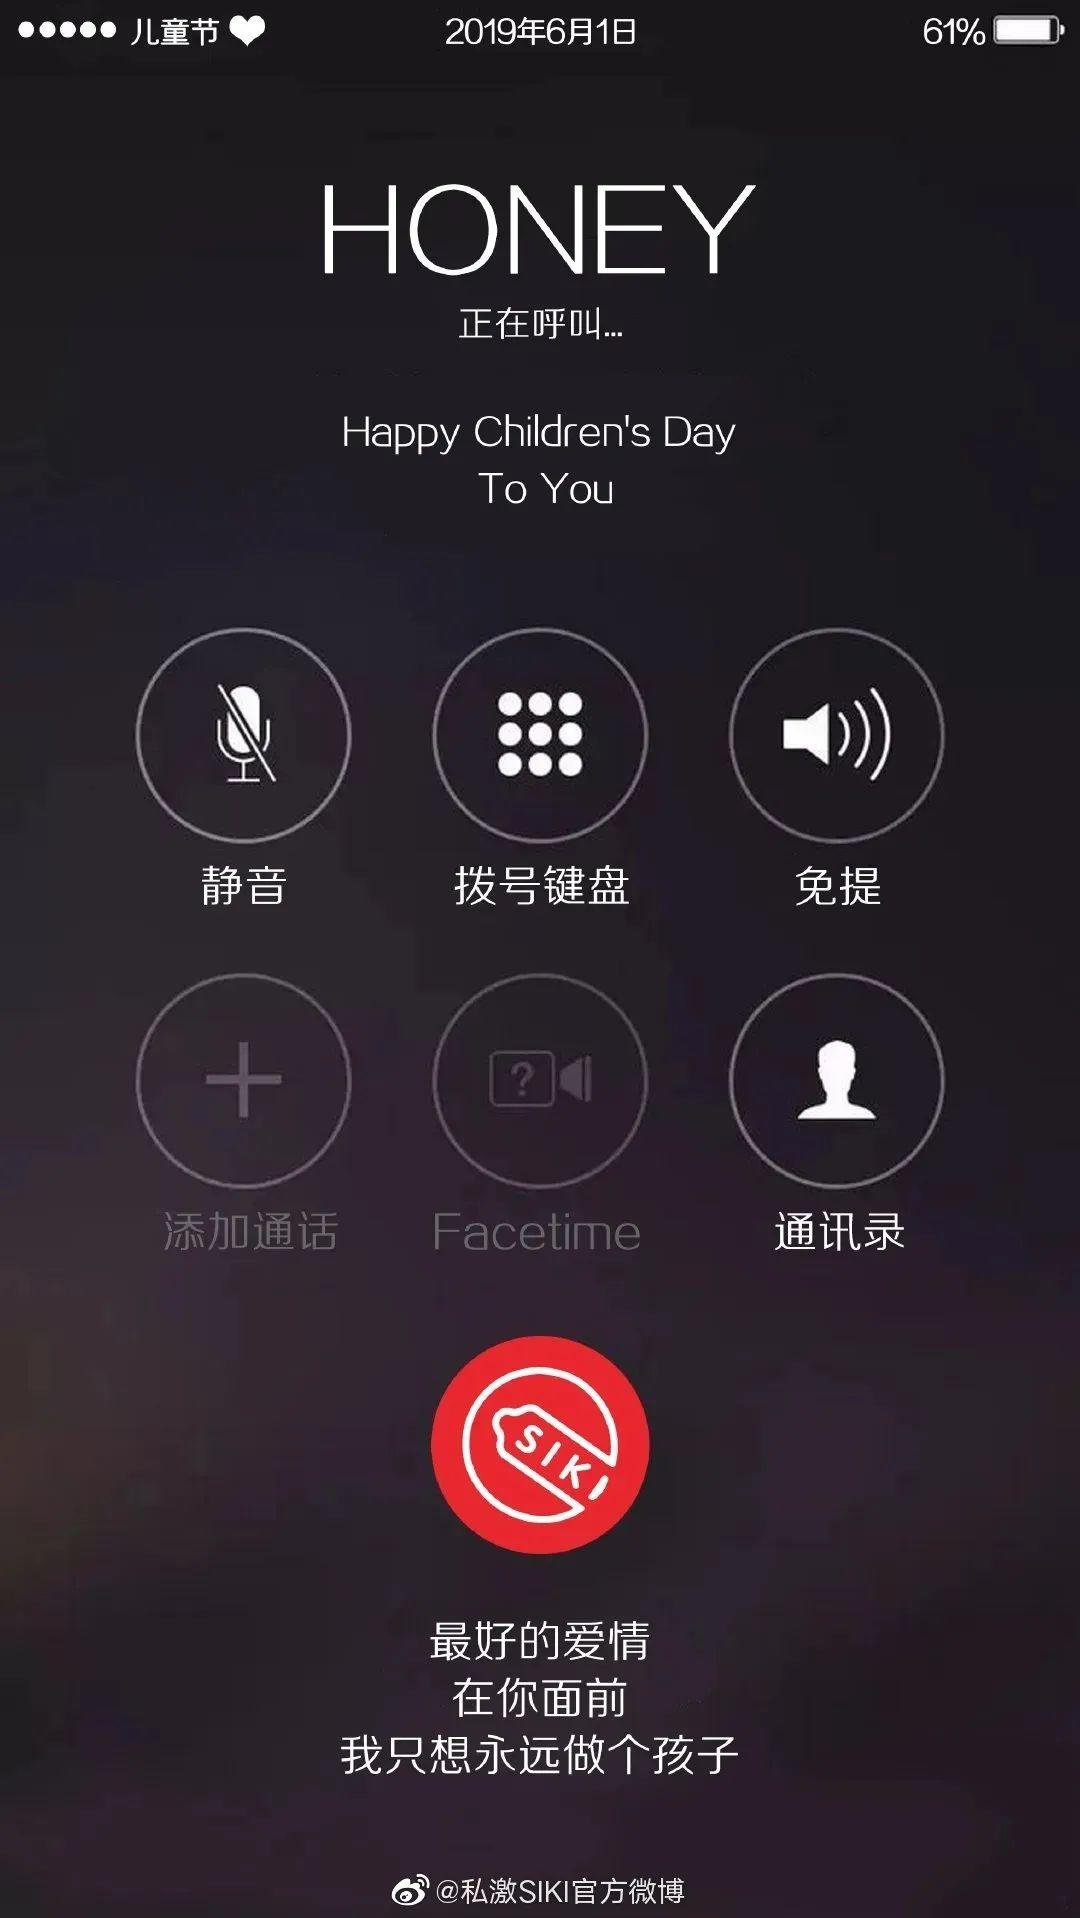 儿童节
2019年6月1日
61%
HONEY
正在呼叫...
Happy Children's Day
To You
静音
拨号键盘
免提
添加通话
Facetime
通讯录
SIKI
最好的爱情
在你面前
我只想永远做个孩子
@私激SIKI官方微博